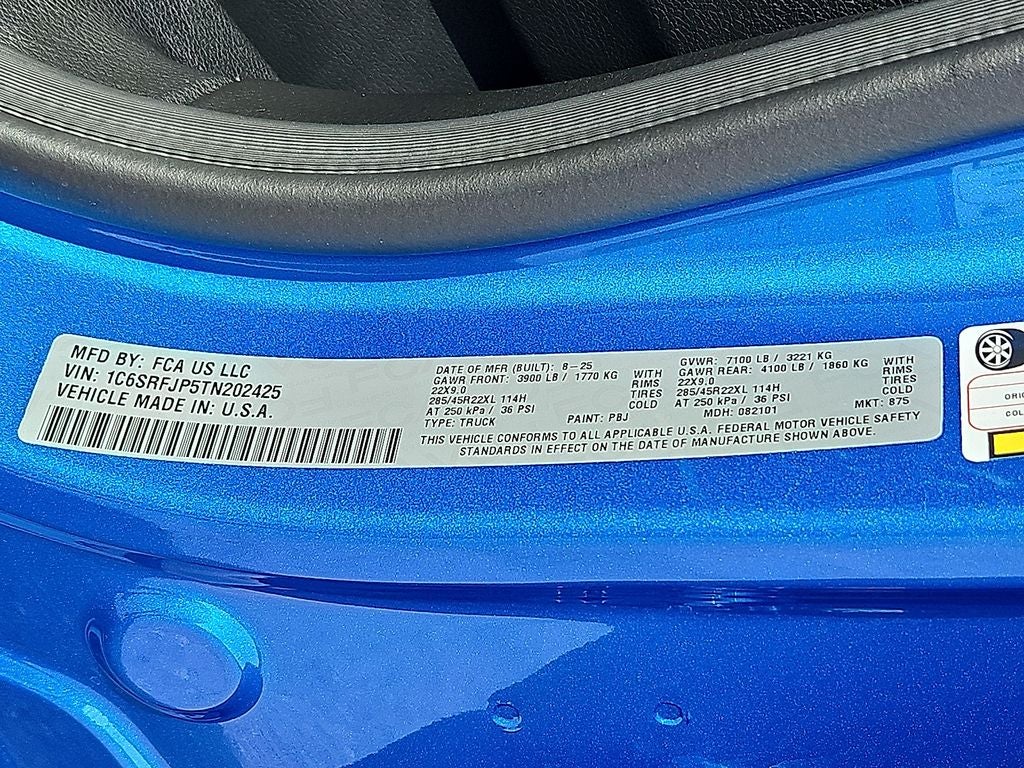 MFD BY: FCA US LLC
VIN: 1C6SRFJP5TN202425
VEHICLE MADE IN: U.S.A.
DATE OF MFR (BUILT): 8-25
GAWR FRONT: 3900 LB / 1770 KG WITH
22X9.0 RIMS
285/45R22XL 114H TIRES
AT 250 kPa / 36 PSI COLD
TYPE: TRUCK PAINT: PBJ
GVWR: 7100 LB / 3221 KG
GAWR REAR: 4100 LB / 1860 KG WITH
22X9.0 RIMS
285/45R22XL 114H TIRES
AT 250 kPa / 36 PSI COLD
MDH: 082101 MKT: 875
THIS VEHICLE CONFORMS TO ALL APPLICABLE U.S.A. FEDERAL MOTOR VEHICLE SAFETY
STANDARDS IN EFFECT ON THE DATE OF MANUFACTURE SHOWN ABOVE.
ORIG
COL